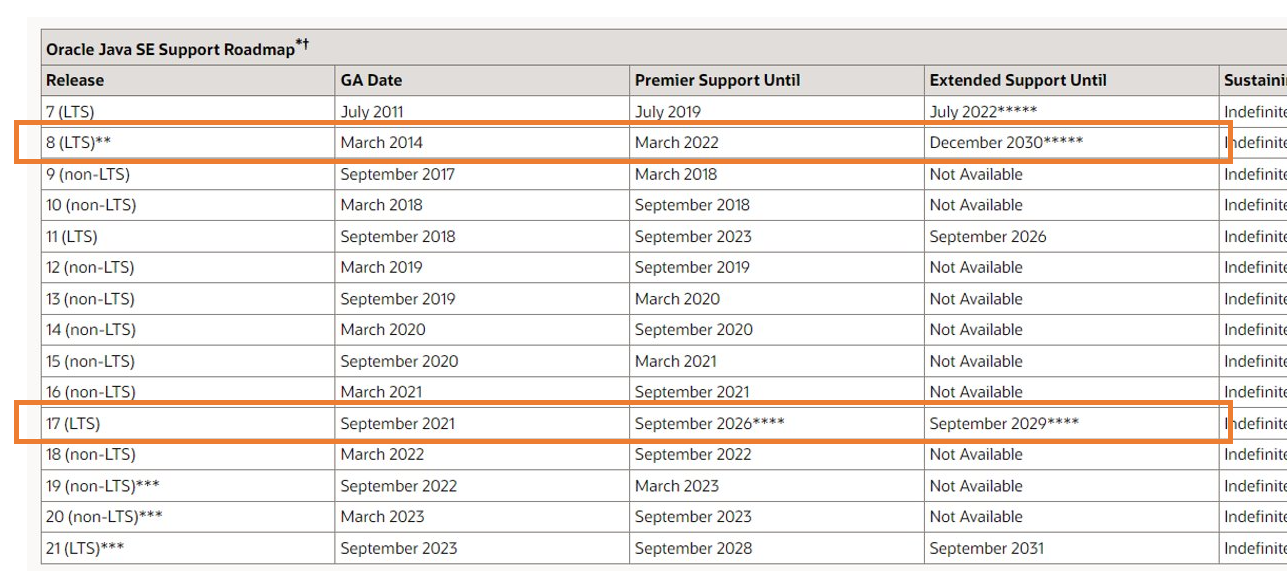 Oracle Java SE Support Roadmap*†
Release GA Date Premier Support Until Extended Support Until Sustaini
7 (LTS) July 2011 July 2019 July 2022***** Indefinite
8 (LTS)** March 2014 March 2022 December 2030***** Indefinite
9 (non-LTS) September 2017 March 2018 Not Available Indefinite
10 (non-LTS) March 2018 September 2018 Not Available Indefinite
11 (LTS) September 2018 September 2023 September 2026 Indefinite
12 (non-LTS) March 2019 September 2019 Not Available Indefinite
13 (non-LTS) September 2019 March 2020 Not Available Indefinite
14 (non-LTS) March 2020 September 2020 Not Available Indefinite
15 (non-LTS) September 2020 March 2021 Not Available Indefinite
16 (non-LTS) March 2021 September 2021 Not Available Indefinite
17 (LTS) September 2021 September 2026**** September 2029**** Indefinite
18 (non-LTS) March 2022 September 2022 Not Available Indefinite
19 (non-LTS)*** September 2022 March 2023 Not Available Indefinite
20 (non-LTS)*** March 2023 September 2023 Not Available Indefinite
21 (LTS)*** September 2023 September 2028 September 2031 Indefinite